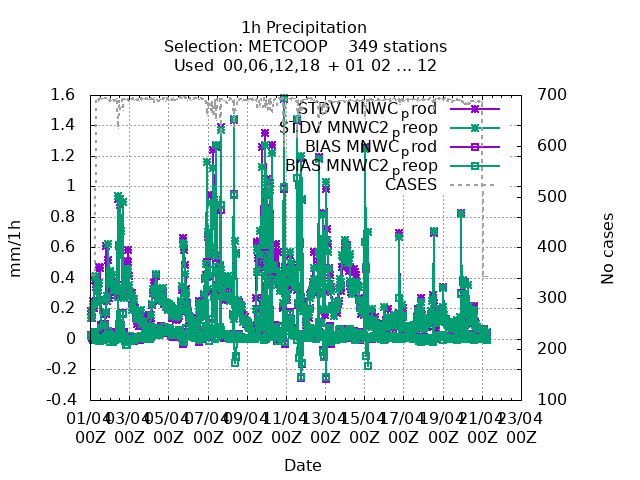 1h Precipitation
Selection: METCOOP 349 stations
Used 00,06,12,18 + 01 02 ... 12
STDV MNWC_prod
STDV MNWC2_preop
BIAS MNWC_prod
BIAS MNWC2_preop
CASES
mm/1h
1.6
1.4
1.2
1
0.8
0.6
0.4
0.2
0
-0.2
-0.4
No cases
700
600
500
400
300
200
100
01/04 03/04 05/04 07/04 09/04 11/04 13/04 15/04 17/04 19/04 21/04 23/04
00Z 00Z 00Z 00Z 00Z 00Z 00Z 00Z 00Z 00Z 00Z 00Z
Date